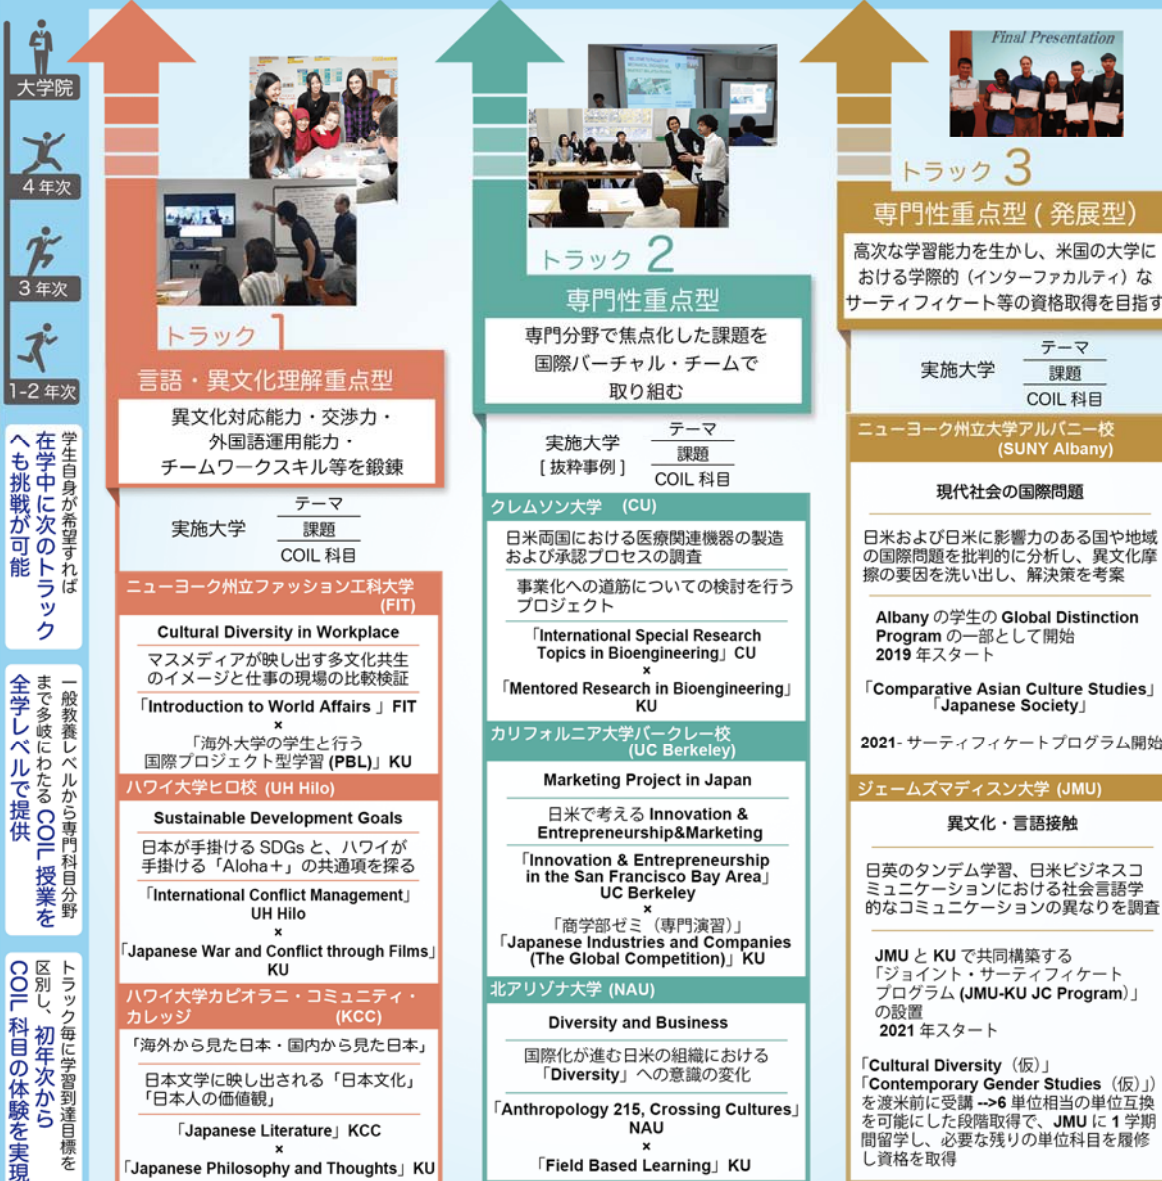 大学院
4 年次
3 年次
1-2 年次
学生自身が希望すれば
在学中に次のトラック
へも挑戦が可能
一般教養レベルから専門科目分野
まで多岐にわたる COIL 授業を
全学レベルで提供
トラック毎に学習到達目標を
区別し、初年次から
COIL 科目の体験を実現
トラック 1
言語・異文化理解重点型
異文化対応能力・交渉力・
外国語運用能力・
チームワークスキル等を鍛錬
実施大学
テーマ
課題
COIL 科目
ニューヨーク州立ファッション工科大学
(FIT)
Cultural Diversity in Workplace
マスメディアが映し出す多文化共生
のイメージと仕事の現場の比較検証
「Introduction to World Affairs 」FIT
×
「海外大学の学生と行う
国際プロジェクト型学習 (PBL)」KU
ハワイ大学ヒロ校 (UH Hilo)
Sustainable Development Goals
日本が手掛ける SDGs と、ハワイが
手掛ける「Aloha＋」の共通項を探る
「International Conflict Management」
UH Hilo
×
「Japanese War and Conflict through Films」
KU
ハワイ大学カピオラニ・コミュニティ・
カレッジ (KCC)
「海外から見た日本・国内から見た日本」
日本文学に映し出される「日本文化」
「日本人の価値観」
「Japanese Literature」KCC
×
「Japanese Philosophy and Thoughts」KU
トラック 2
専門性重点型
専門分野で焦点化した課題を
国際バーチャル・チームで
取り組む
実施大学
[ 抜粋事例 ]
テーマ
課題
COIL 科目
クレムソン大学 (CU)
日米両国における医療関連機器の製造
および承認プロセスの調査
事業化への道筋についての検討を行う
プロジェクト
「International Special Research
Topics in Bioengineering」CU
×
「Mentored Research in Bioengineering」
KU
カリフォルニア大学バークレー校
(UC Berkeley)
Marketing Project in Japan
日米で考える Innovation &
Entrepreneurship&Marketing
「Innovation & Entrepreneurship
in the San Francisco Bay Area」
UC Berkeley
×
「商学部ゼミ（専門演習）」
「Japanese Industries and Companies
(The Global Competition)」KU
北アリゾナ大学 (NAU)
Diversity and Business
国際化が進む日米の組織における
「Diversity」への意識の変化
「Anthropology 215, Crossing Cultures」
NAU
×
「Field Based Learning」KU
Final Presentation
トラック 3
専門性重点型 ( 発展型）
高次な学習能力を生かし、米国の大学に
おける学際的（インターファカルティ）な
サーティフィケート等の資格取得を目指す
実施大学
テーマ
課題
COIL 科目
ニューヨーク州立大学アルバニー校
(SUNY Albany)
現代社会の国際問題
日米および日米に影響力のある国や地域
の国際問題を批判的に分析し、異文化摩
擦の要因を洗い出し、解決策を考案
Albany の学生の Global Distinction
Program の一部として開始
2019 年スタート
「Comparative Asian Culture Studies」
「Japanese Society」
2021- サーティフィケートプログラム開始
ジェームズマディスン大学 (JMU)
異文化・言語接触
日英のタンデム学習、日米ビジネスコ
ミュニケーションにおける社会言語学
的なコミュニケーションの異なりを調査
JMU と KU で共同構築する
「ジョイント・サーティフィケート
プログラム (JMU-KU JC Program)」
の設置
2021 年スタート
「Cultural Diversity（仮）」
「Contemporary Gender Studies（仮）」）
を渡米前に受講 -->6 単位相当の単位互換
を可能にした段階取得で、JMU に 1 学期
間留学し、必要な残りの単位科目を履修
し資格を取得